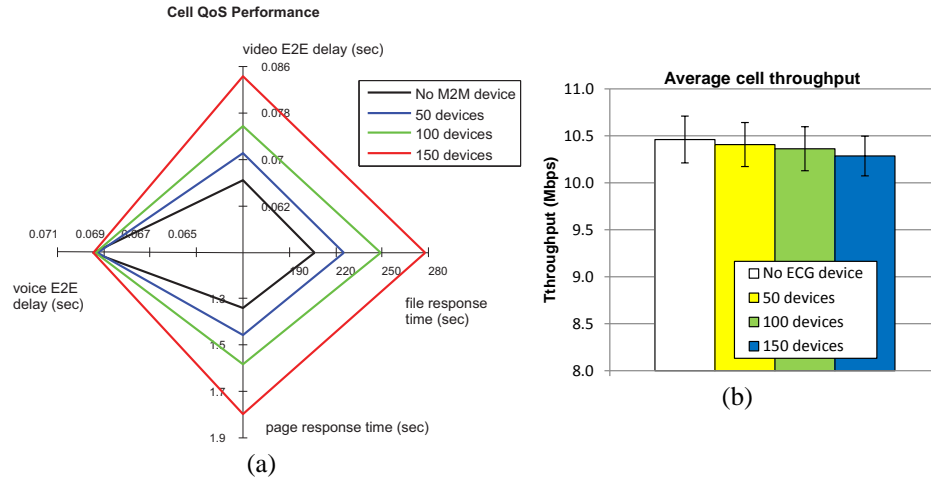 Cell QoS Performance
video E2E delay (sec)
0.086
0.078
0.07
0.062
No M2M device
50 devices
100 devices
150 devices
0.071
0.069
0.067
0.065
190
220
250
280
voice E2E
delay (sec)
file response
time (sec)
1.3
1.5
1.7
1.9
page response time (sec)
(a)
Average cell throughput
Tthroughput (Mbps)
11.0
10.5
10.0
9.5
9.0
8.5
8.0
No ECG device
50 devices
100 devices
150 devices
(b)